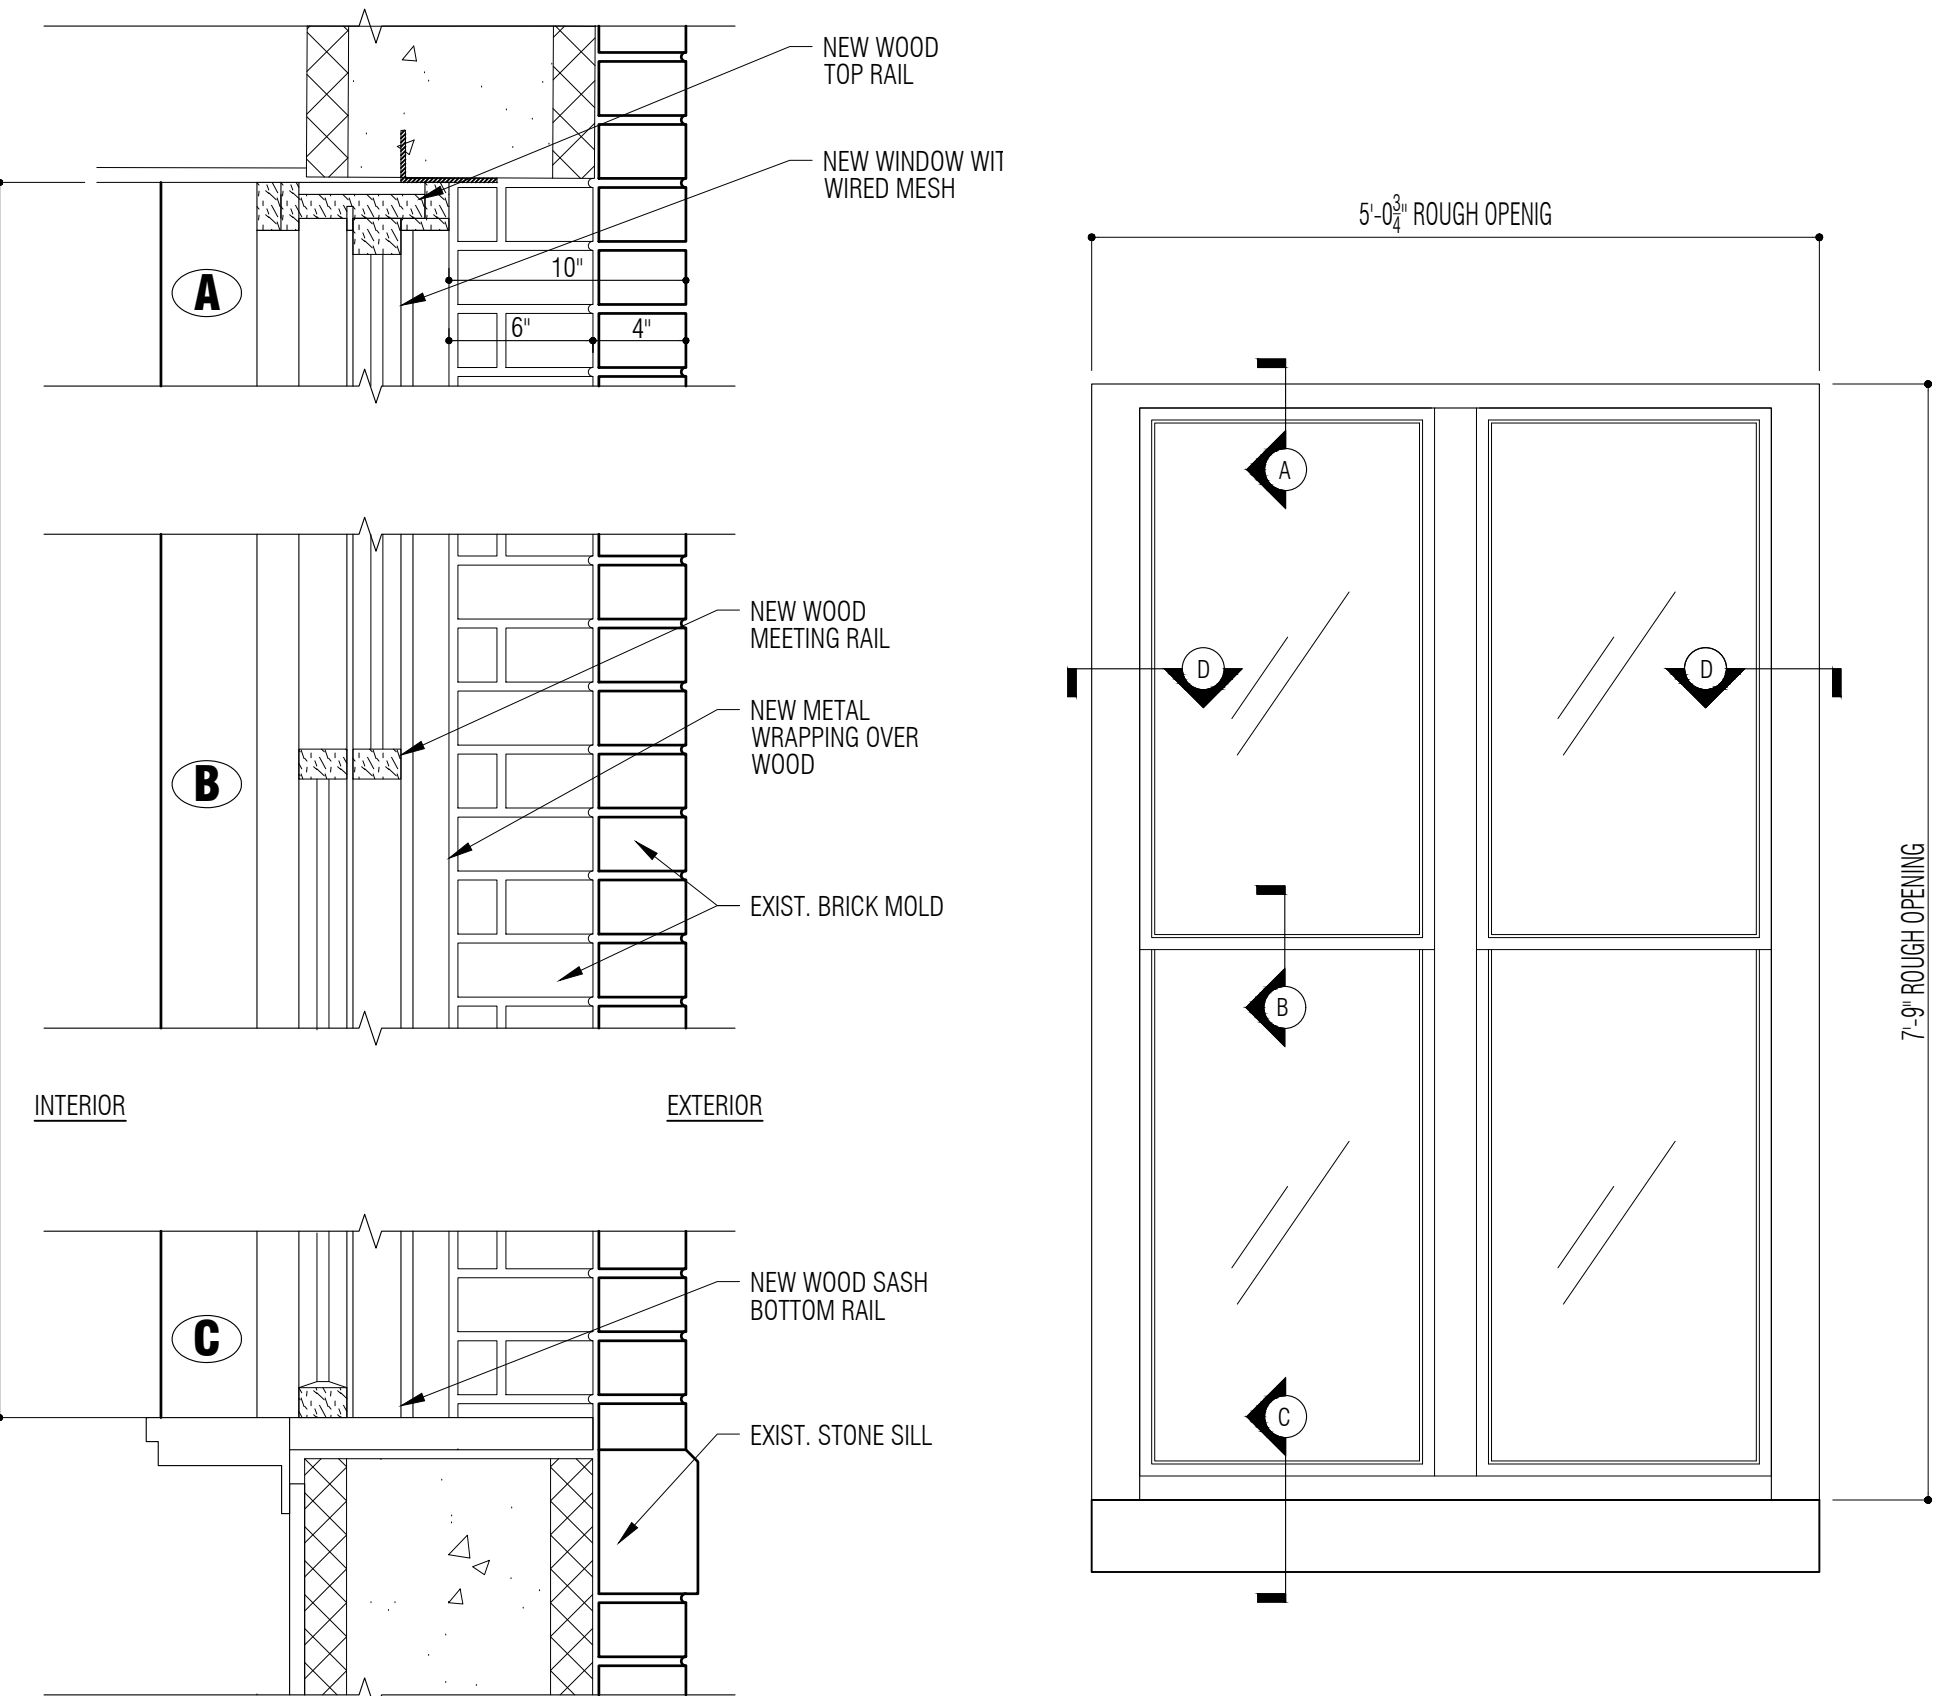 NEW WOOD
TOP RAIL
NEW WINDOW WIT
WIRED MESH
A
10"
6"
4"
NEW WOOD
MEETING RAIL
NEW METAL
WRAPPING OVER
WOOD
B
EXIST. BRICK MOLD
INTERIOR
EXTERIOR
NEW WOOD SASH
BOTTOM RAIL
C
EXIST. STONE SILL
5'-0 3/4" ROUGH OPENIG
A
D
D
B
C
7'-9" ROUGH OPENING